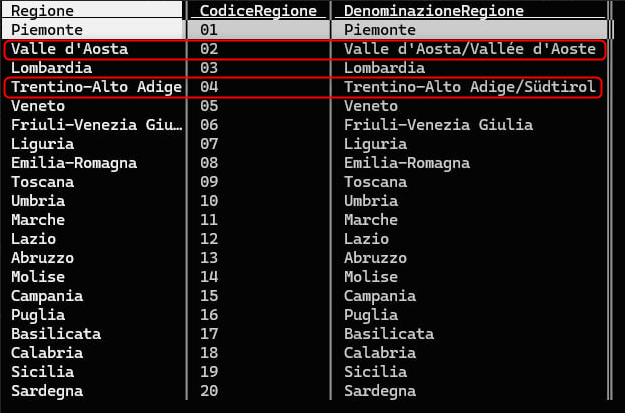 Regione CodiceRegione DenominazioneRegione
Piemonte 01 Piemonte
Valle d'Aosta 02 Valle d'Aosta/Vallée d'Aoste
Lombardia 03 Lombardia
Trentino-Alto Adige 04 Trentino-Alto Adige/Südtirol
Veneto 05 Veneto
Friuli-Venezia Giu… 06 Friuli-Venezia Giulia
Liguria 07 Liguria
Emilia-Romagna 08 Emilia-Romagna
Toscana 09 Toscana
Umbria 10 Umbria
Marche 11 Marche
Lazio 12 Lazio
Abruzzo 13 Abruzzo
Molise 14 Molise
Campania 15 Campania
Puglia 16 Puglia
Basilicata 17 Basilicata
Calabria 18 Calabria
Sicilia 19 Sicilia
Sardegna 20 Sardegna